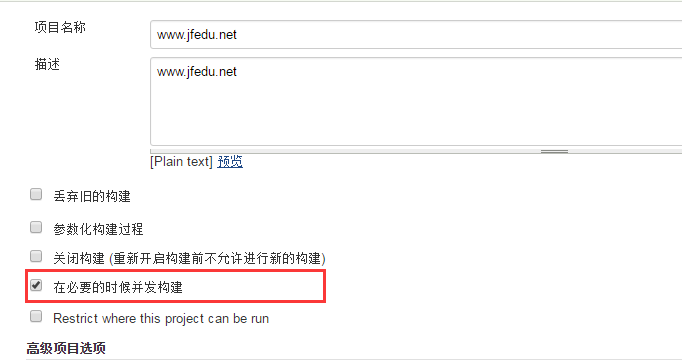 项目名称
www.jfedu.net
描述
www.jfedu.net
[Plain text] 预览
丢弃旧的构建
参数化构建过程
关闭构建 (重新开启构建前不允许进行新的构建)
在必要的时候并发构建
Restrict where this project can be run
高级项目选项